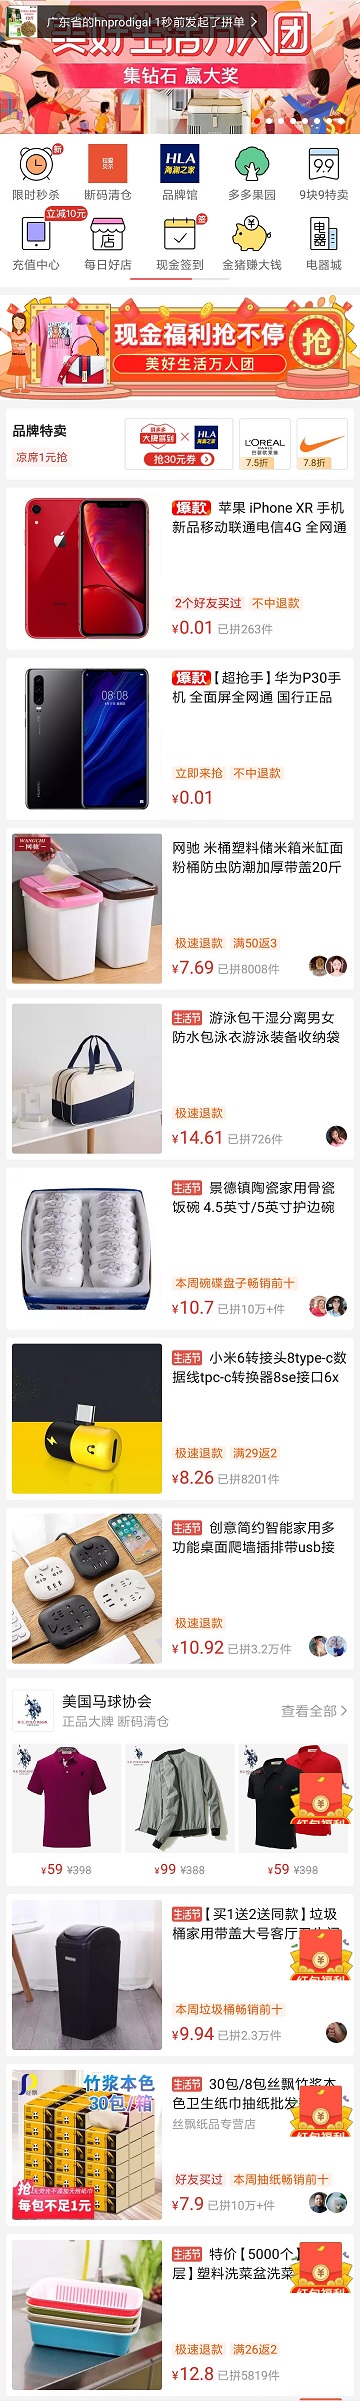 广东省的hnprodigal 1秒前发起了拼单 >
美好生活万人团
集钻石 赢大奖
新
限时秒杀
断码清仓
HLA
海澜之家
品牌馆
多多果园
9.9
9块9特卖
立减10元
充值中心
店
每日好店
签
现金签到
金猪赚大钱
电器
电器城
现金福利抢不停
抢
美好生活万人团
品牌特卖
凉席1元抢
拼多多
大牌驾到
×
HLA
海澜之家
抢30元券
L'ORÉAL
PARIS
巴黎欧莱雅
7.5折
7.8折
爆款 苹果 iPhone XR 手机
新品移动联通电信4G 全网通
2个好友买过 不中退款
¥0.01 已拼263件
08:08
HUAWEI
爆款【超抢手】华为P30手
机 全面屏全网通 国行正品
立即来抢 不中退款
¥0.01
WANGCHI
网驰
网驰 米桶塑料储米箱米缸面
粉桶防虫防潮加厚带盖20斤
极速退款 满50返3
¥7.69 已拼8008件
生活节 游泳包干湿分离男女
防水包泳衣游泳装备收纳袋
极速退款
¥14.61 已拼726件
生活节 景德镇陶瓷家用骨瓷
饭碗 4.5英寸/5英寸护边碗
本周碗碟盘子畅销前十
¥10.7 已拼10万+件
生活节 小米6转接头8type-c数
据线tpc-c转换器8se接口6x
极速退款 满29返2
¥8.26 已拼8201件
生活节 创意简约智能家用多
功能桌面爬墙插排带usb接
极速退款
¥10.92 已拼3.2万件
美国马球协会
正品大牌 断码清仓
查看全部 >
¥59 ¥398
¥99 ¥388
¥59 ¥398
红包福利
生活节【买1送2送同款】垃圾
桶家用带盖大号客厅
本周垃圾桶畅销前十
¥9.94 已拼2.3万件
红包福利
丝飘
竹浆本色
30包/箱
抢
每包不足1元
生活节 30包/8包丝飘竹浆本
色卫生纸巾抽纸批发
丝飘纸品专营店
好友买过 本周抽纸畅销前十
¥7.9 已拼10万+件
红包福利
生活节 特价【5000个】
层】塑料洗菜盆洗菜
极速退款 满26返2
¥12.8 已拼5819件
红包福利